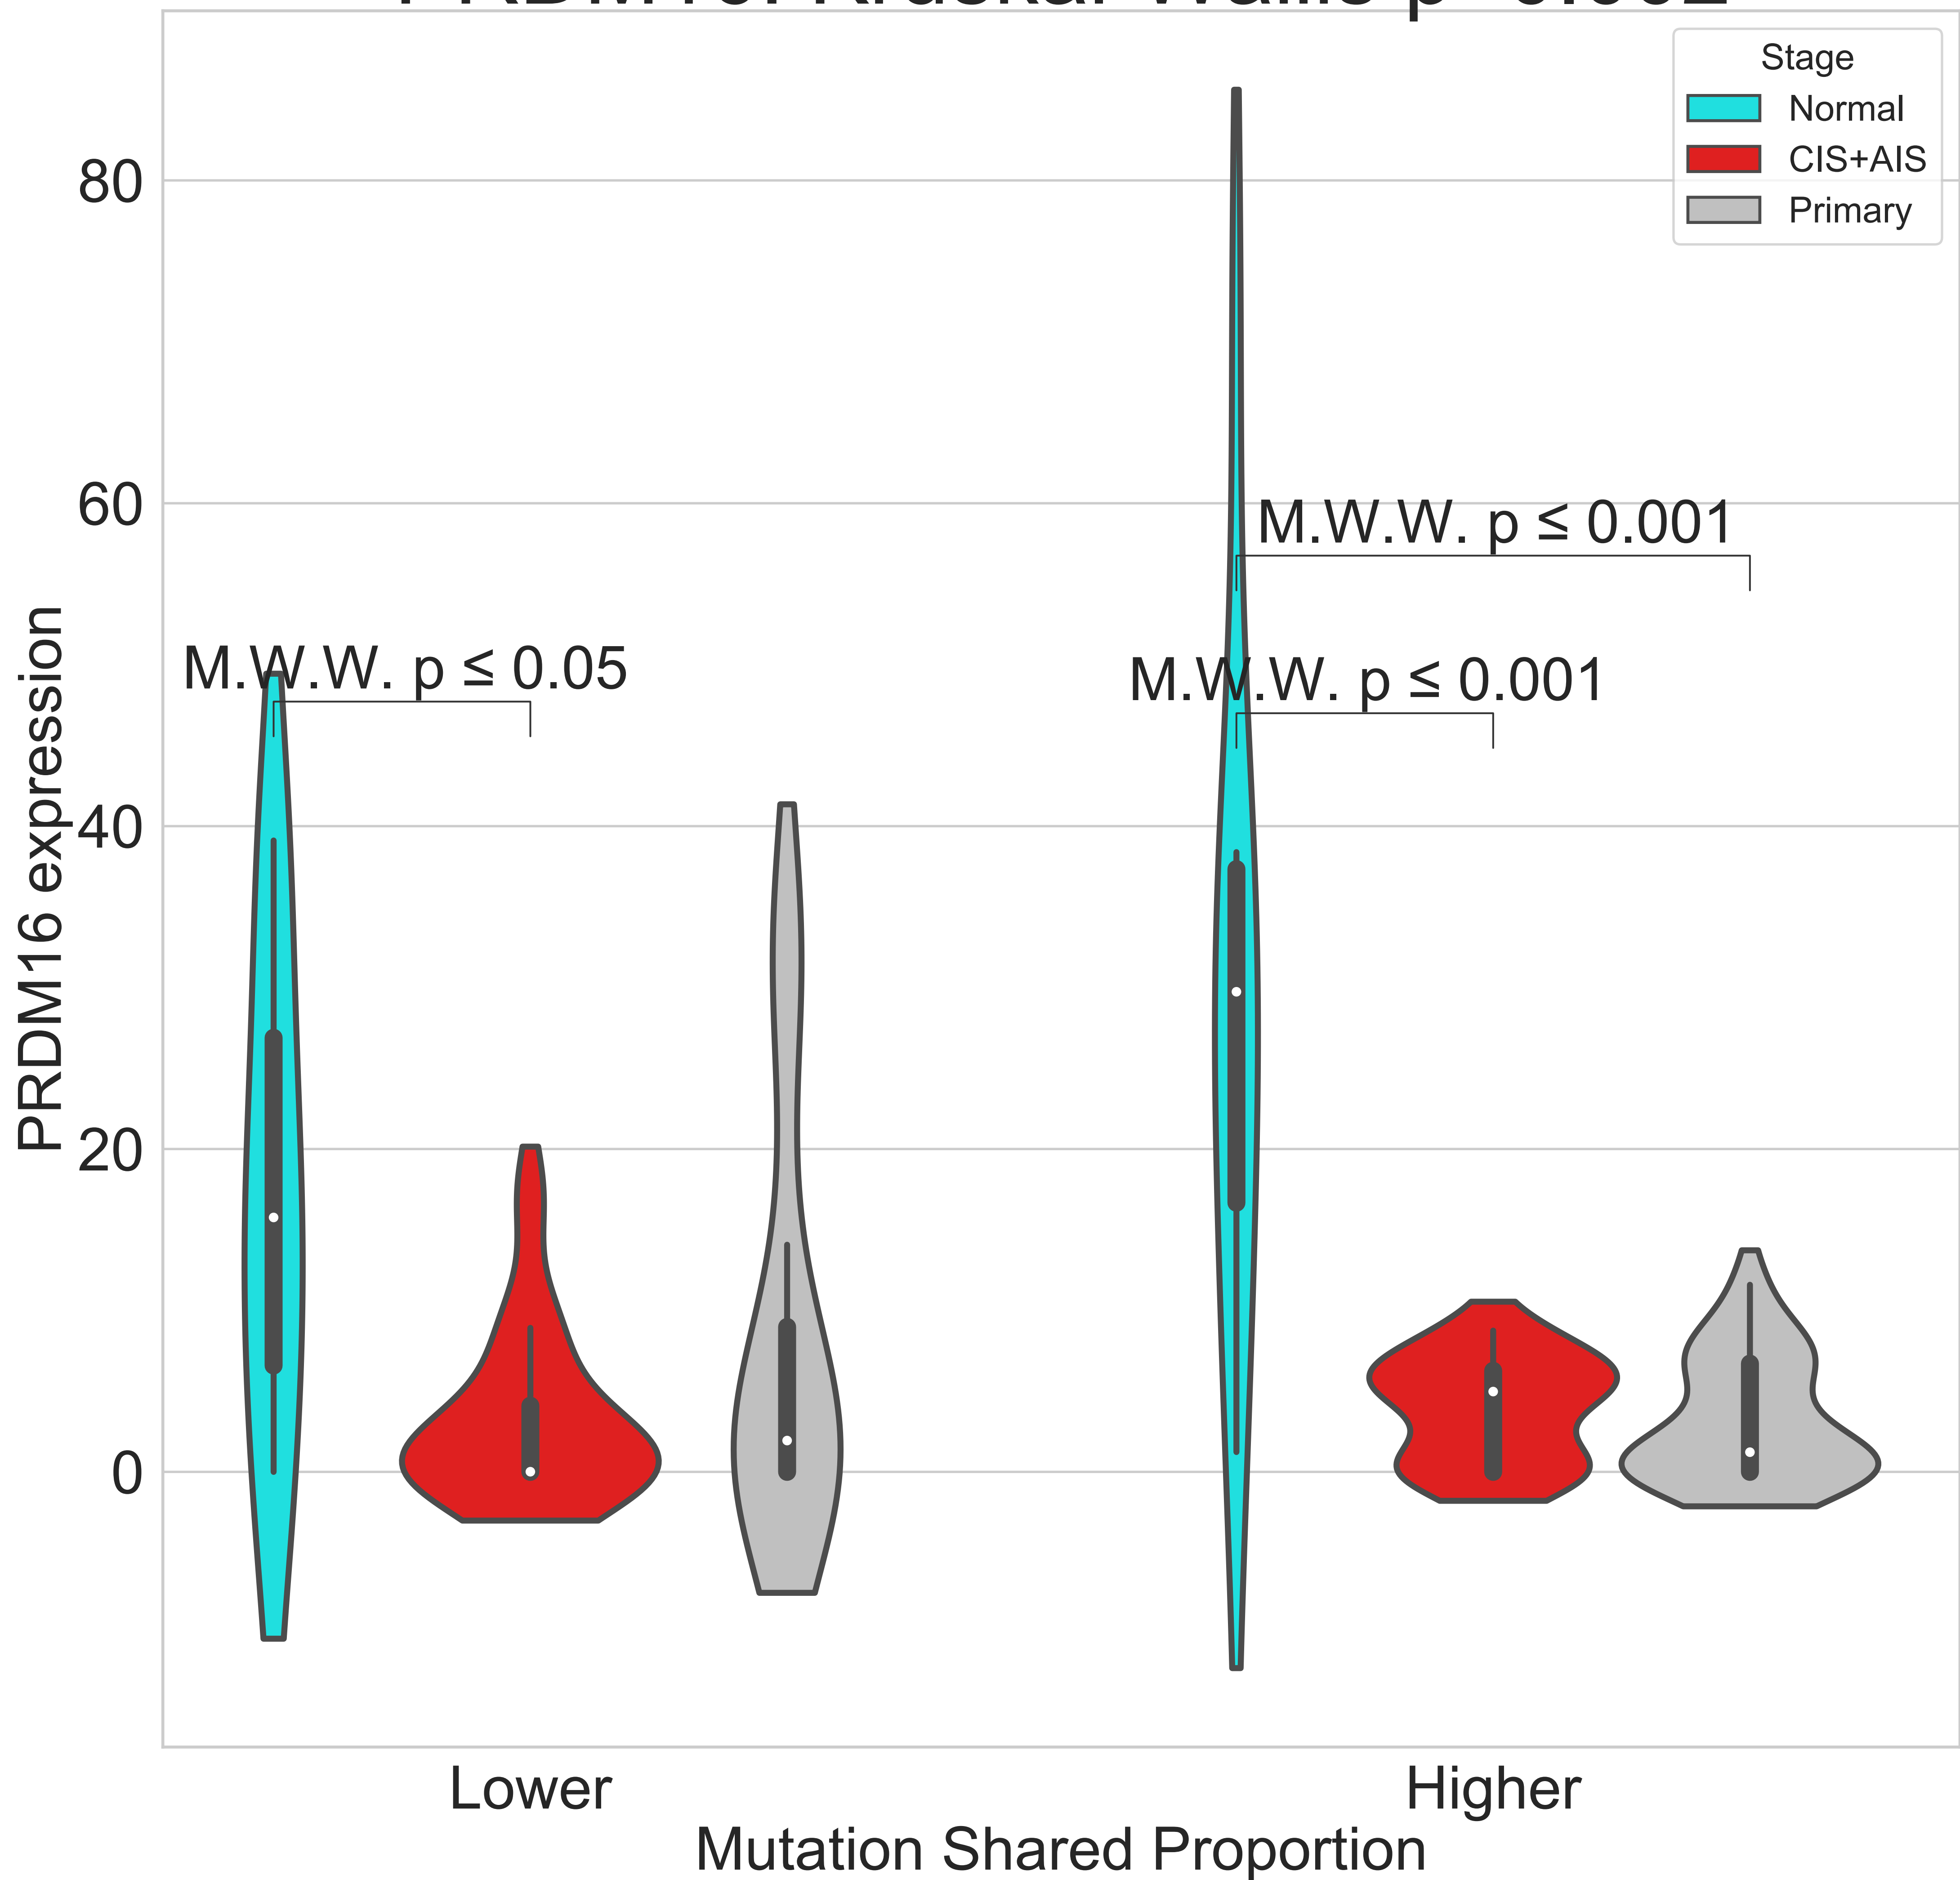 Stage
Normal
CIS+AIS
Primary
80
60
40
20
0
PRDM16 expression
M.W.W. p ≤ 0.001
M.W.W. p ≤ 0.05
M.W.W. p ≤ 0.001
Lower
Higher
Mutation Shared Proportion